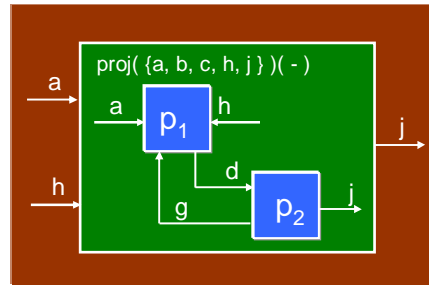 proj( {a, b, c, h, j } )( - )
a
a
h
p1
j
h
d
g
p2
j